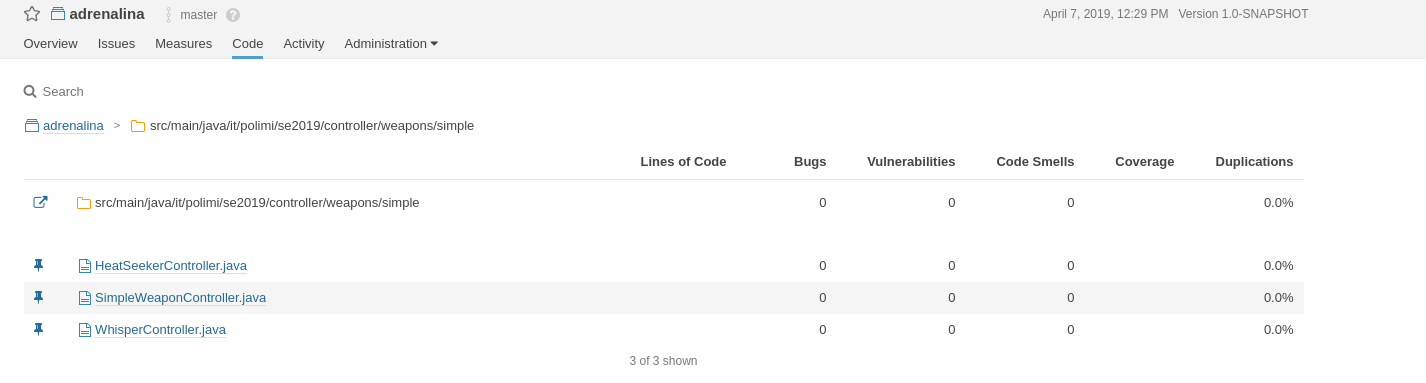 adrenalina master ? April 7, 2019, 12:29 PM Version 1.0-SNAPSHOT
Overview Issues Measures Code Activity Administration
Search
adrenalina > src/main/java/it/polimi/se2019/controller/weapons/simple
Lines of Code Bugs Vulnerabilities Code Smells Coverage Duplications
src/main/java/it/polimi/se2019/controller/weapons/simple 0 0 0 0.0%
HeatSeekerController.java 0 0 0 0.0%
SimpleWeaponController.java 0 0 0 0.0%
WhisperController.java 0 0 0 0.0%
3 of 3 shown